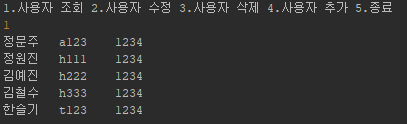 1.사용자 조회 2.사용자 수정 3.사용자 삭제 4.사용자 추가 5.종료
1
정문주 a123 1234
정원진 h111 1234
김예진 h222 1234
김철수 h333 1234
한슬기 t123 1234